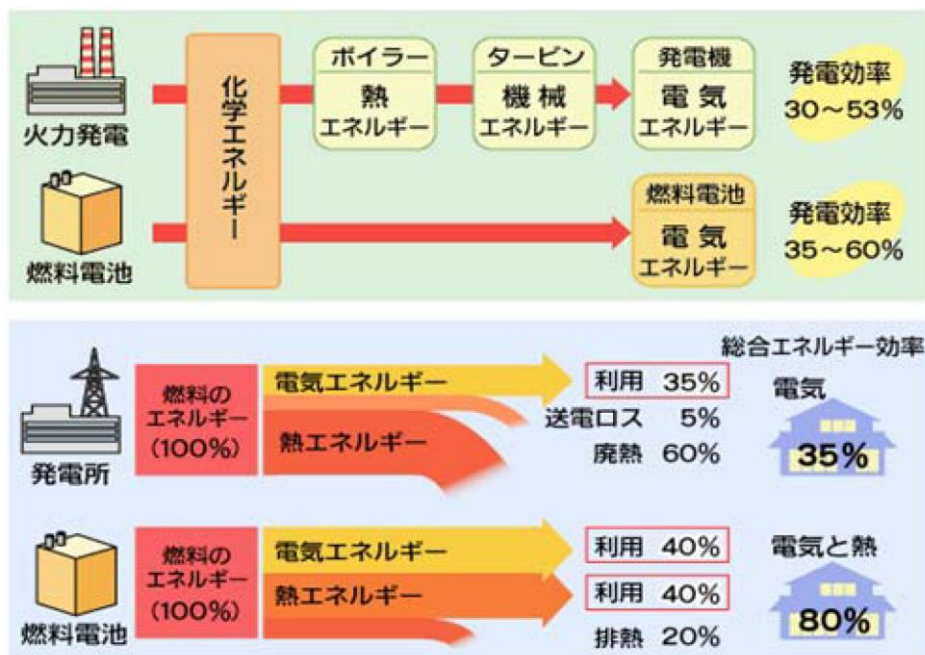 火力発電
化学エネルギー
ボイラー
熱
エネルギー
タービン
機械
エネルギー
発電機
電気
エネルギー
発電効率
30～53%
燃料電池
燃料電池
電気
エネルギー
発電効率
35～60%
総合エネルギー効率
発電所
燃料の
エネルギー
(100%)
電気エネルギー
熱エネルギー
利用 35%
送電ロス 5%
廃熱 60%
電気
35%
燃料電池
燃料の
エネルギー
(100%)
電気エネルギー
熱エネルギー
利用 40%
利用 40%
排熱 20%
電気と熱
80%